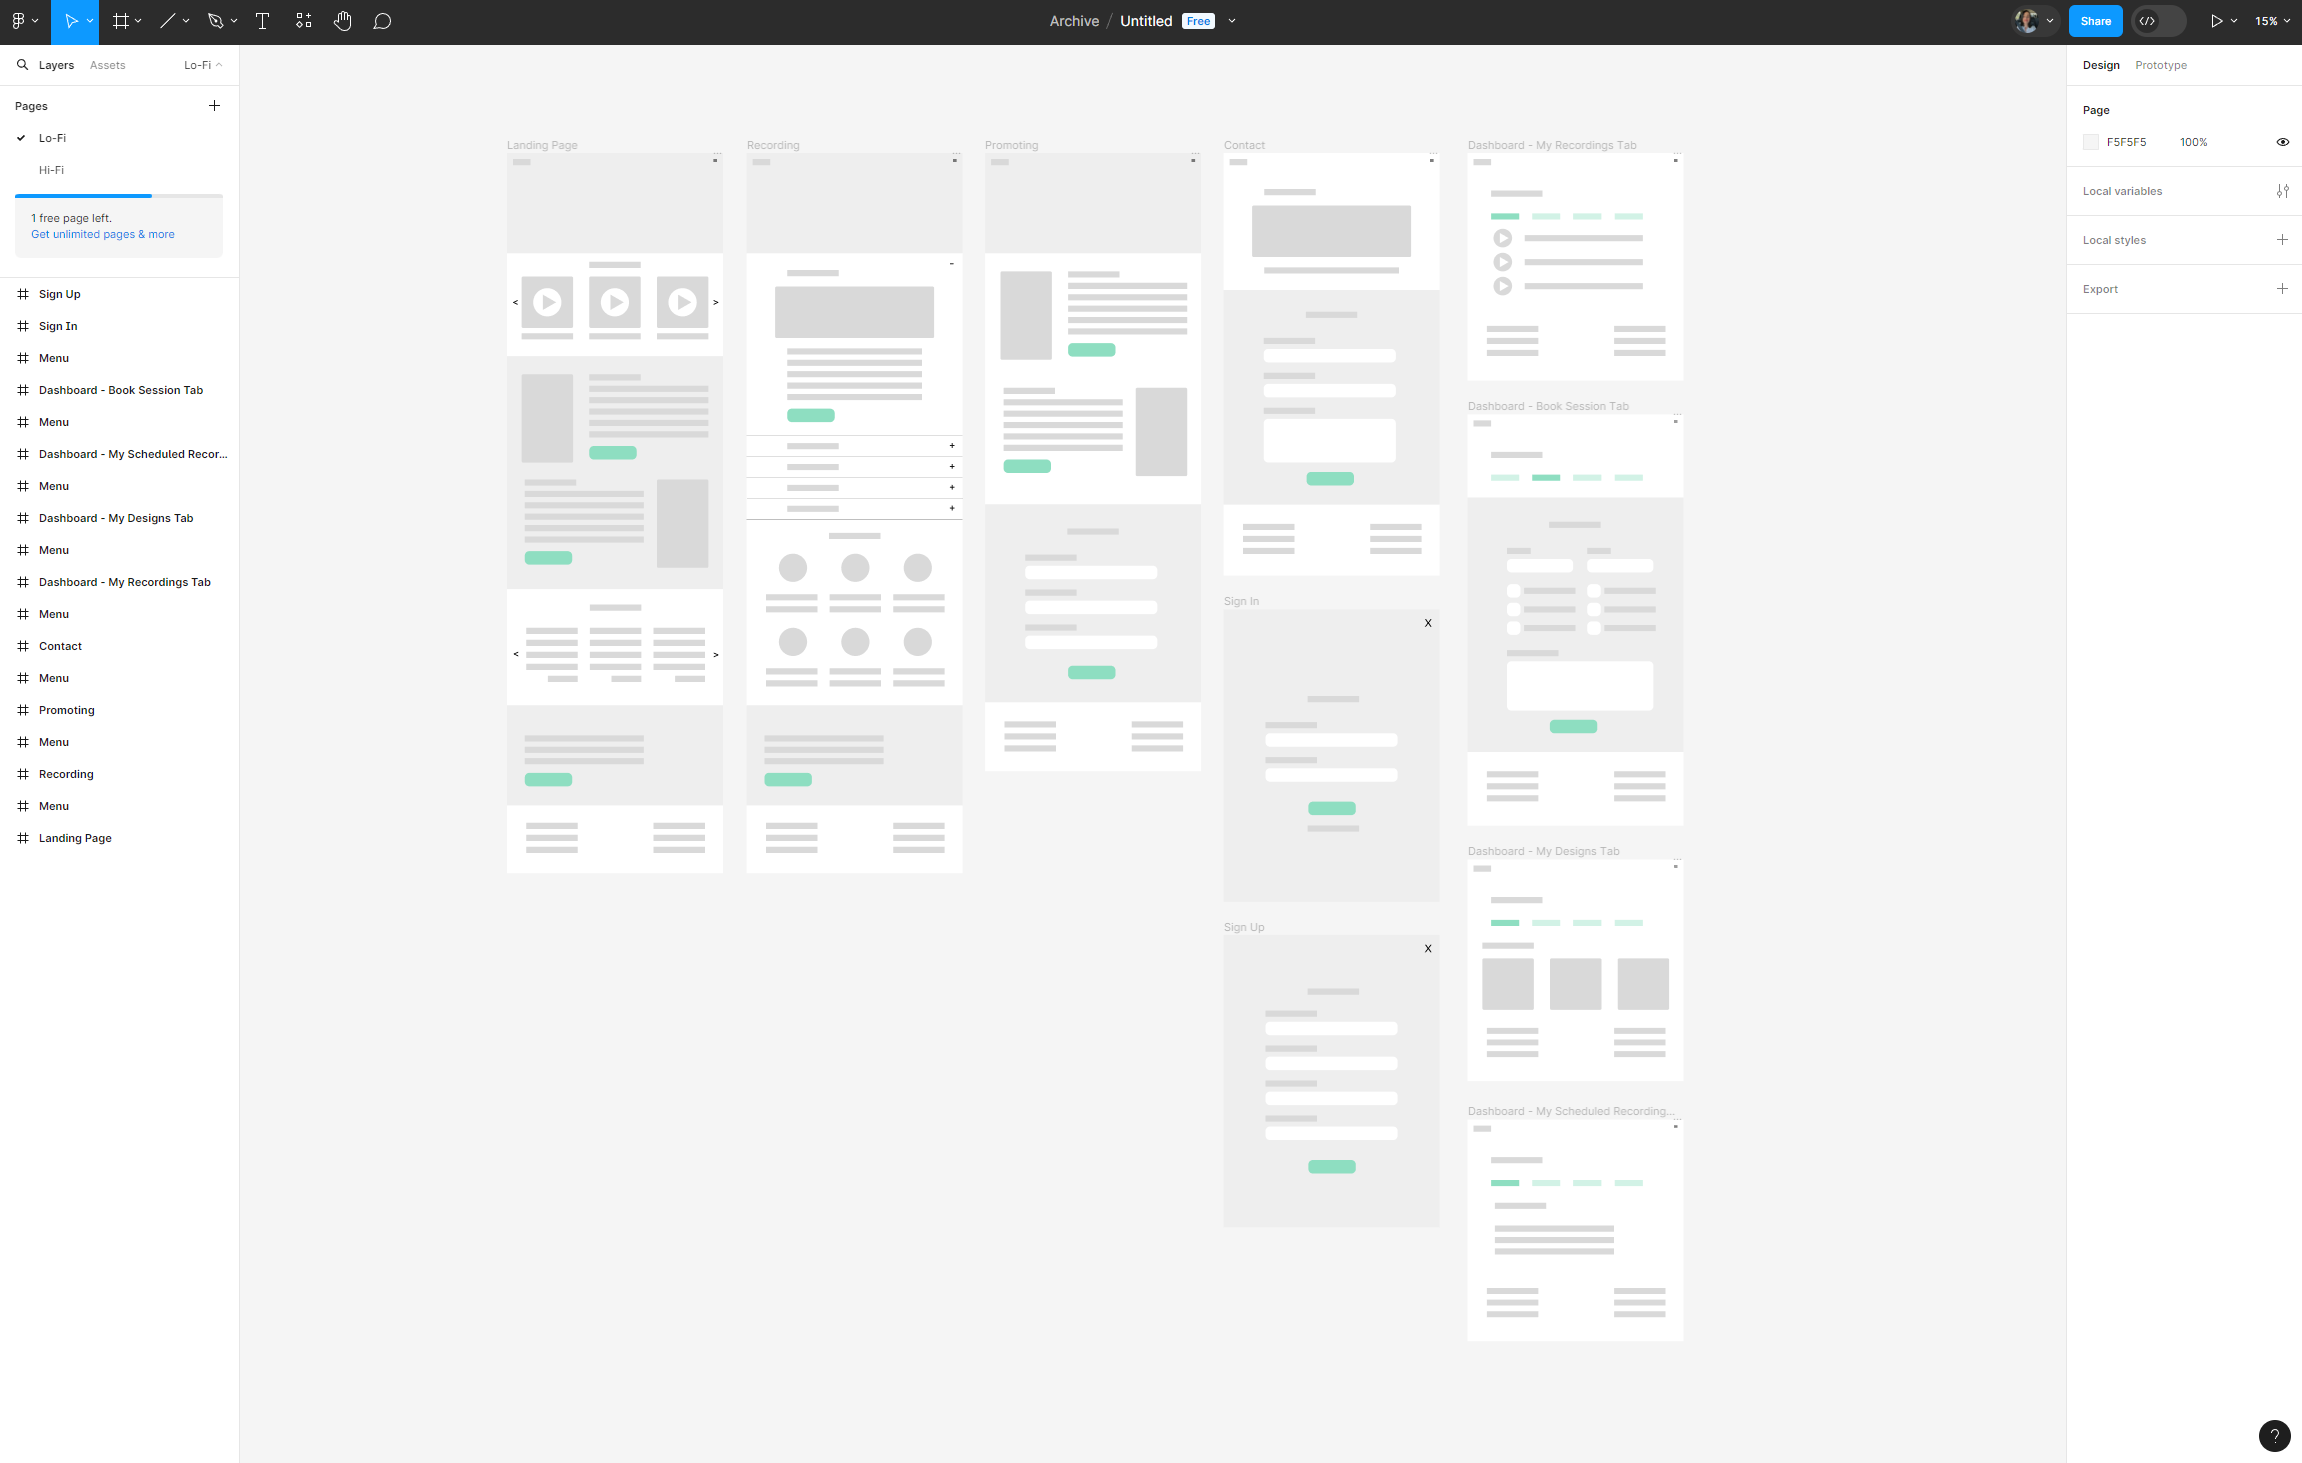 Archive / Untitled Free
Share
15%
Layers Assets Lo-Fi
Pages
Lo-Fi
Hi-Fi
1 free page left.
Get unlimited pages & more
Sign Up
Sign In
Menu
Dashboard - Book Session Tab
Menu
Dashboard - My Scheduled Recor...
Menu
Dashboard - My Designs Tab
Menu
Dashboard - My Recordings Tab
Menu
Contact
Menu
Promoting
Menu
Recording
Menu
Landing Page
Landing Page
< >
< >
Recording
-
+
+
+
+
Promoting
Contact
Sign In
X
Sign Up
X
Dashboard - My Recordings Tab
Dashboard - Book Session Tab
Dashboard - My Designs Tab
Dashboard - My Scheduled Recording...
Design Prototype
Page
F5F5F5 100%
Local variables
Local styles
Export
?